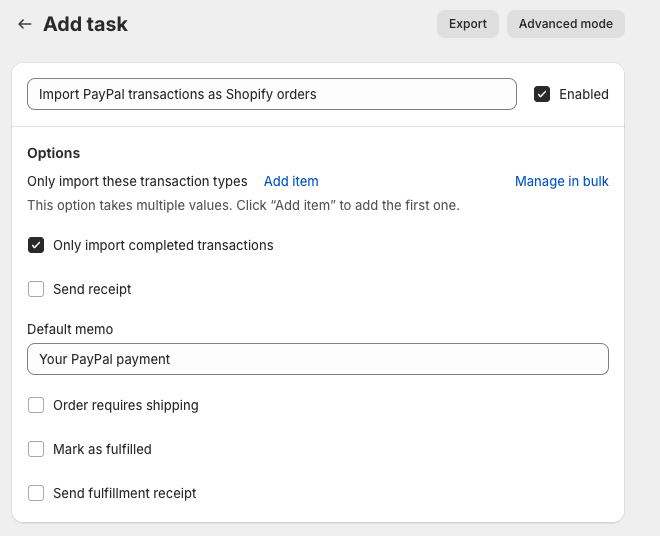 Add task
Export
Advanced mode
Import PayPal transactions as Shopify orders
Enabled
Options
Only import these transaction types Add item Manage in bulk
This option takes multiple values. Click “Add item” to add the first one.
Only import completed transactions
Send receipt
Default memo
Your PayPal payment
Order requires shipping
Mark as fulfilled
Send fulfillment receipt